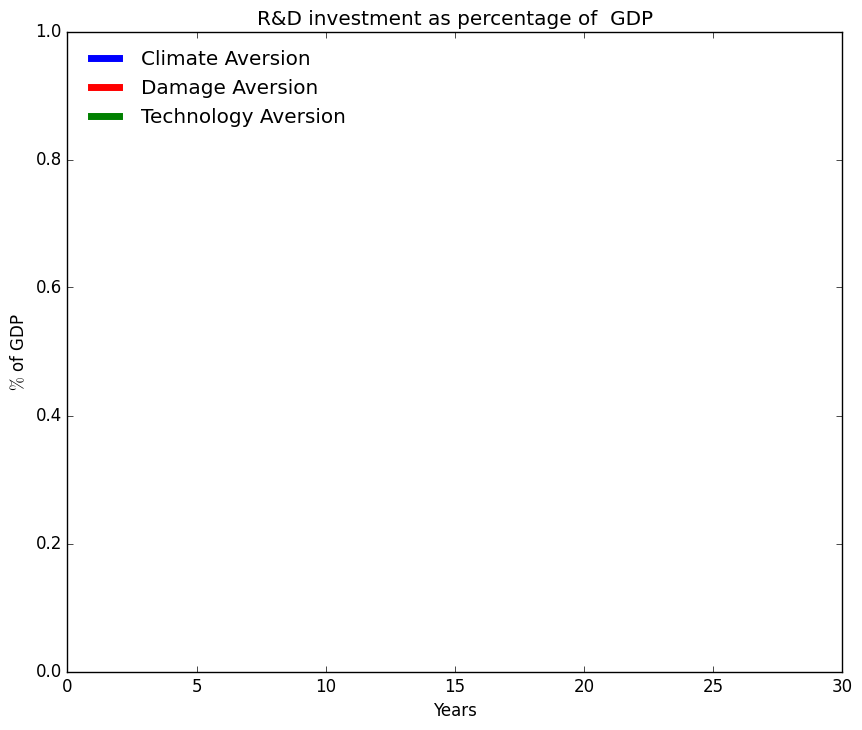 R&D investment as percentage of  GDP
Climate Aversion
Damage Aversion
Technology Aversion
1.0
0.8
0.6
0.4
0.2
0.0
% of GDP
0 5 10 15 20 25 30
Years